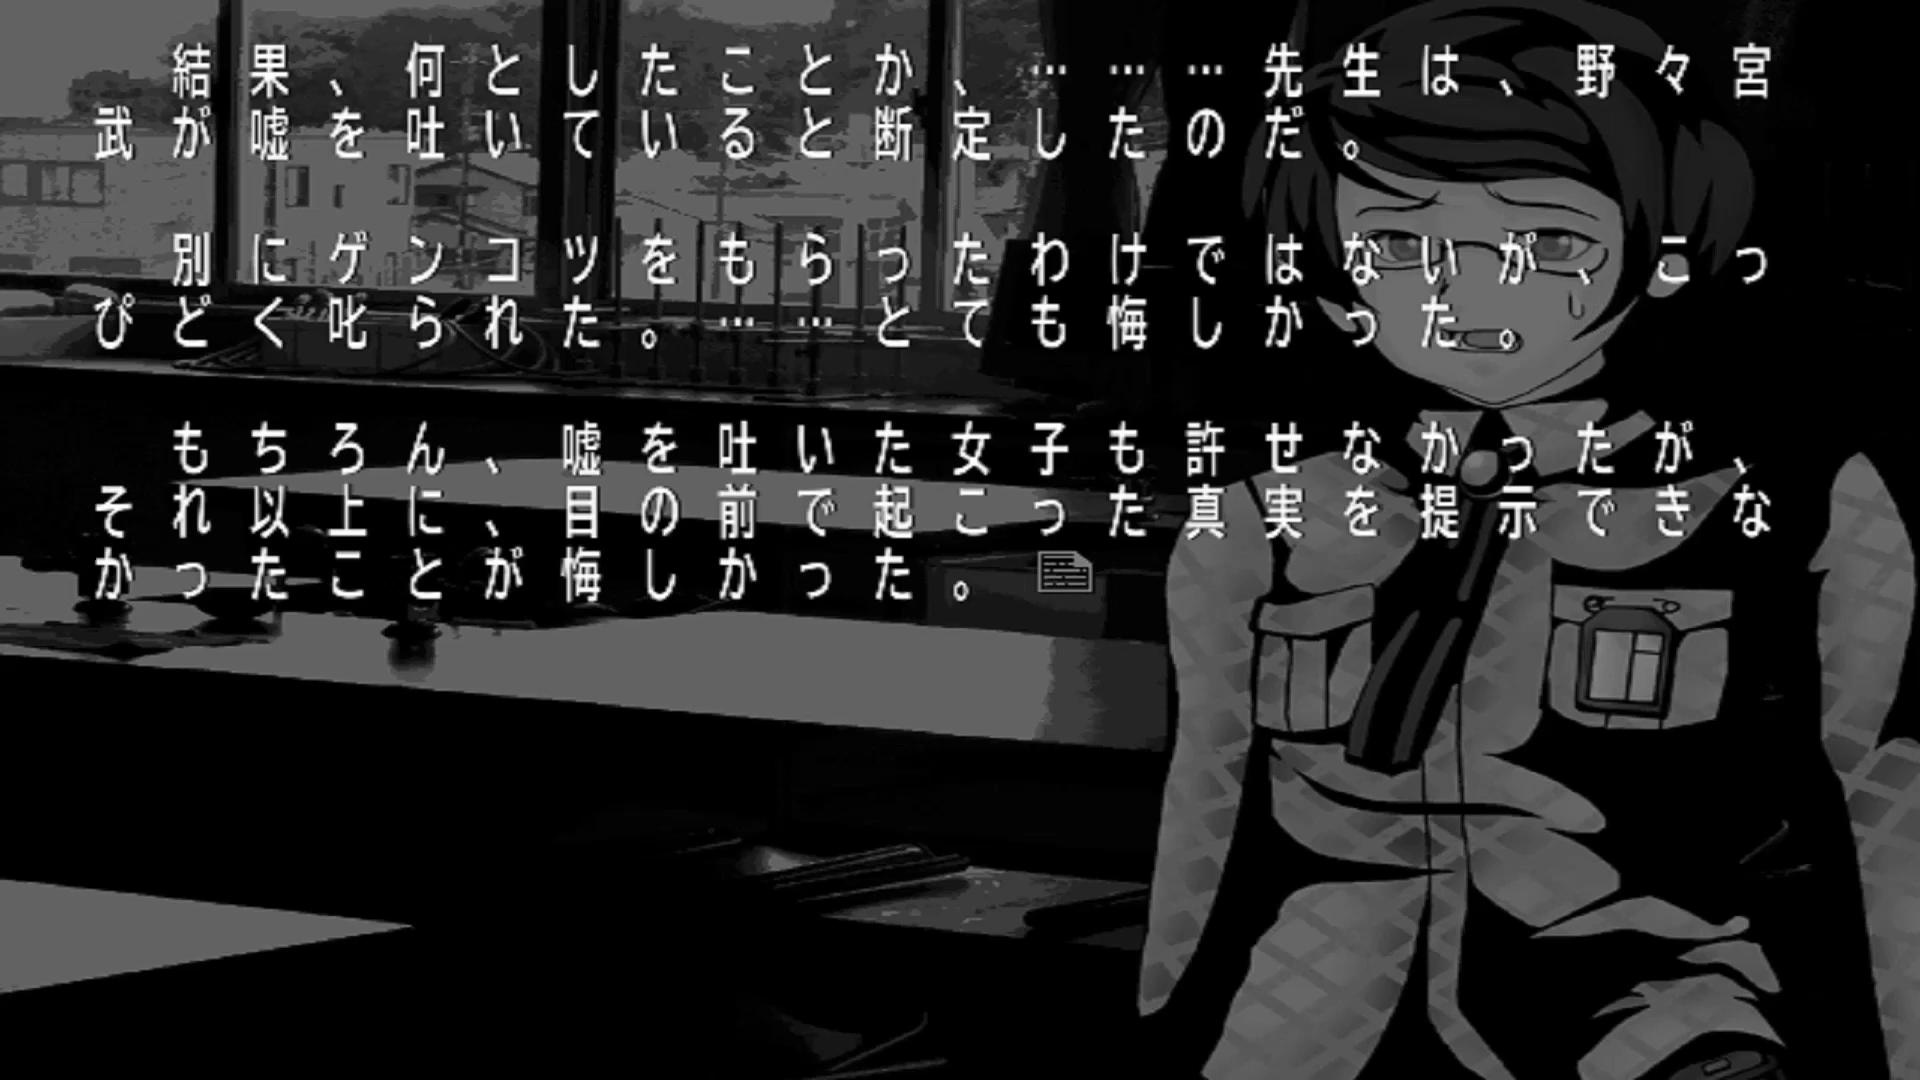 結果、何としたことか、………先生は、野々宮
武が嘘を吐いていると断定したのだ。
別にゲンコツをもらったわけではないが、こっ
ぴどく叱られた。……とても悔しかった。
もちろん、嘘を吐いた女子も許せなかったが、
それ以上に、目の前で起こった真実を提示できな
かったことが悔しかった。